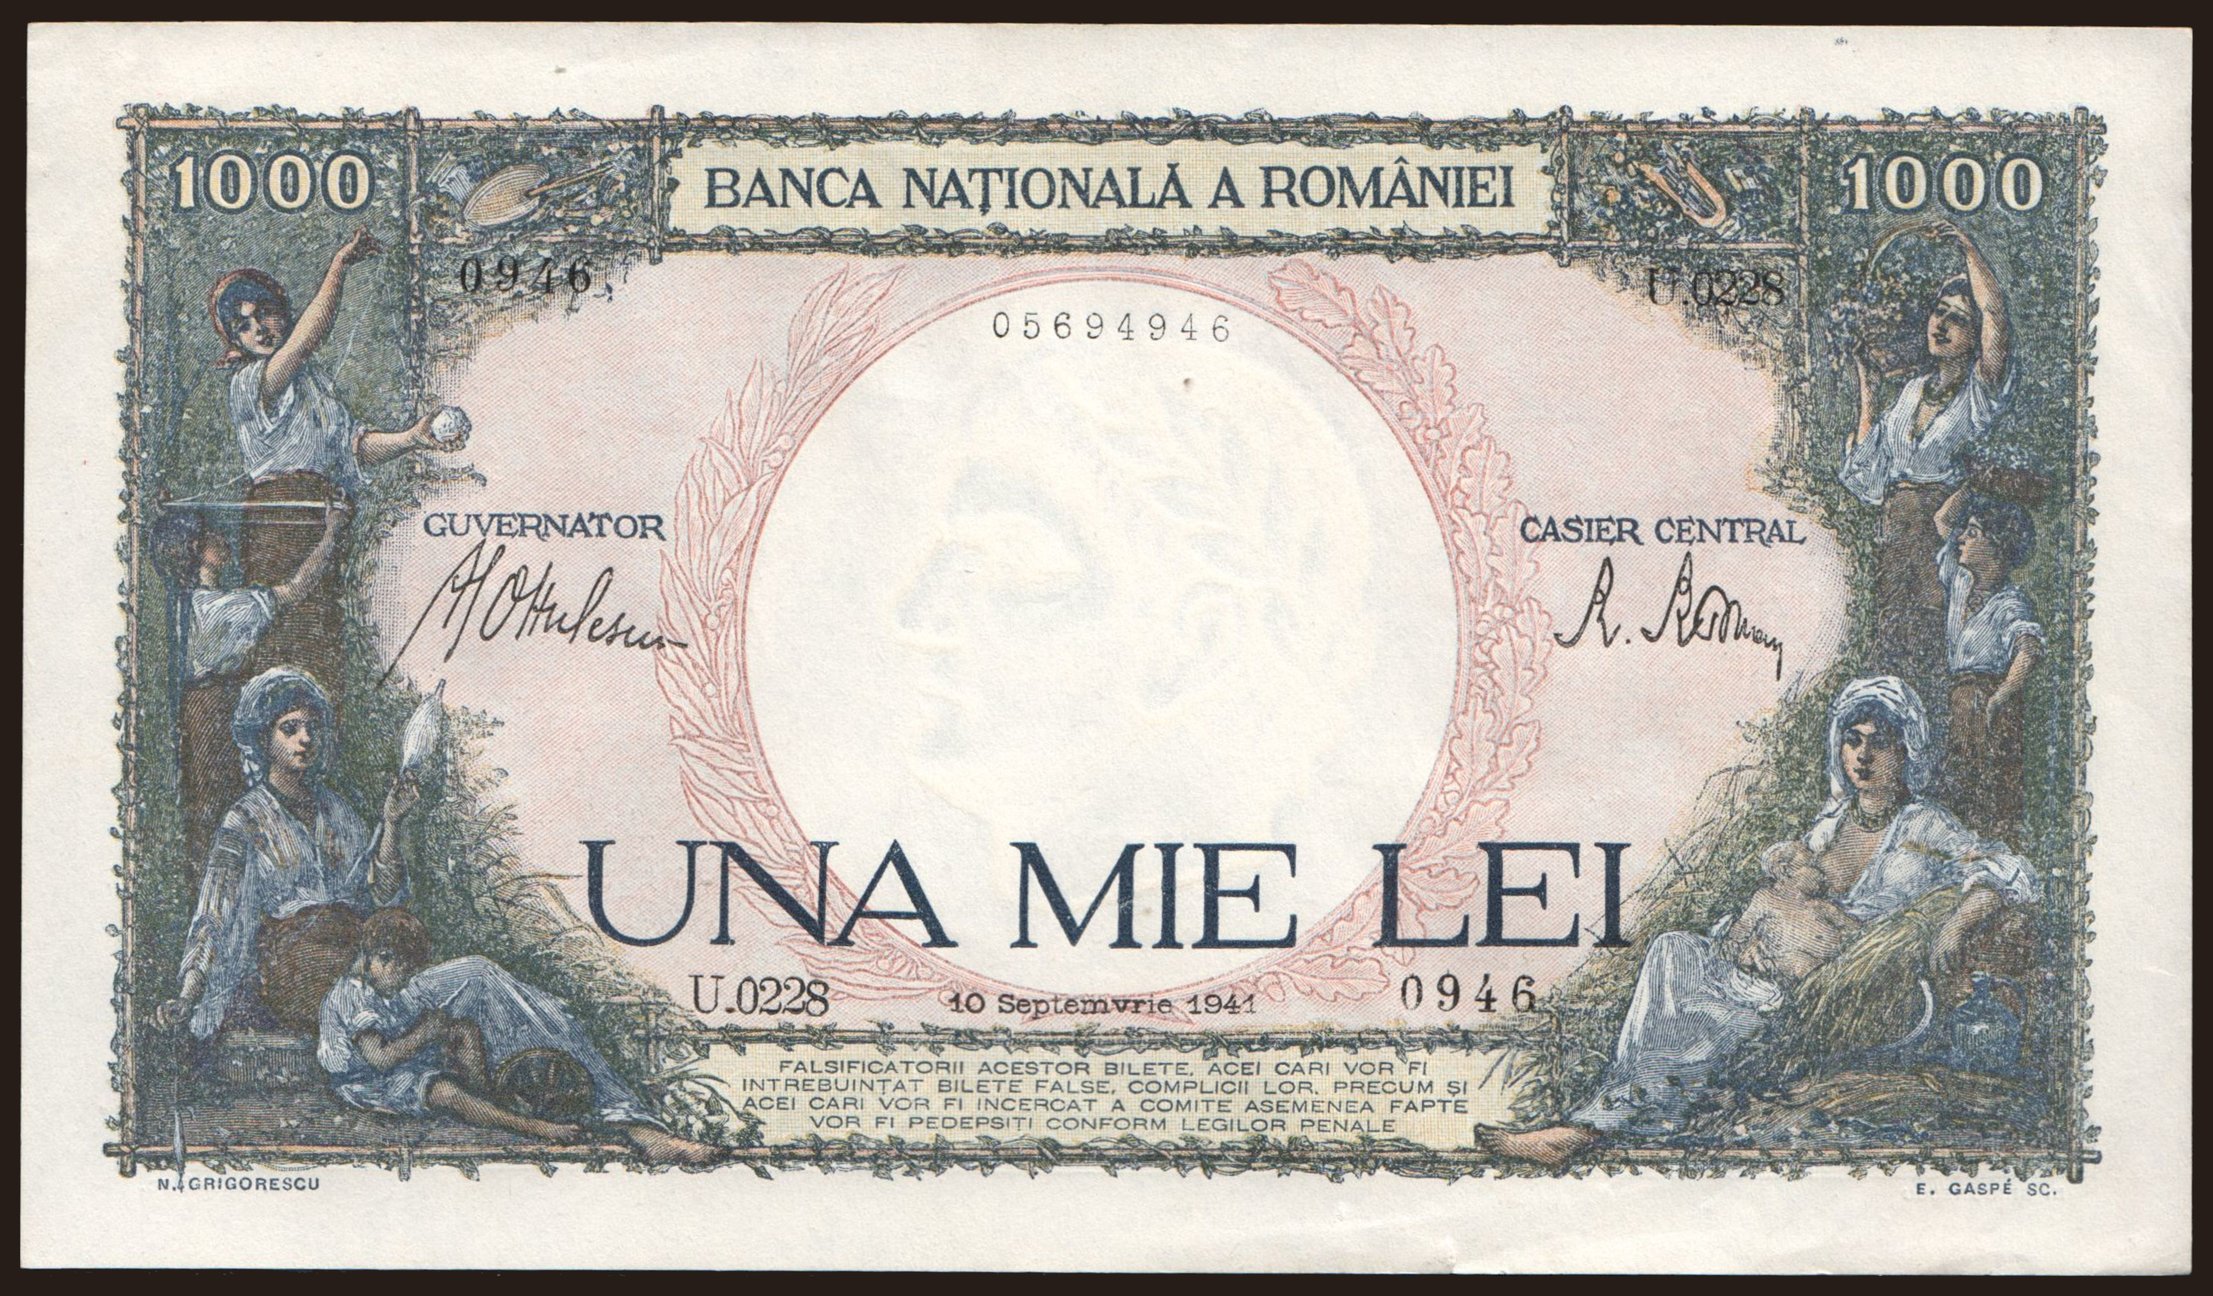 1000
BANCA NAȚIONALĂ A ROMÂNIEI
1000
0946
U.0228
05694946
GUVERNATOR
CASIER CENTRAL
UNA MIE LEI
U.0228
10 Septemvrie 1941
0946
FALSIFICATORII ACESTOR BILETE, ACEI CARI VOR FI
INTREBUINȚAT BILETE FALSE, COMPLICII LOR, PRECUM ȘI
ACEI CARI VOR FI INCERCAT A COMITE ASEMENEA FAPTE
VOR FI PEDEPSIȚI CONFORM LEGILOR PENALE
N. GRIGORESCU
E. GASPÉ SC.